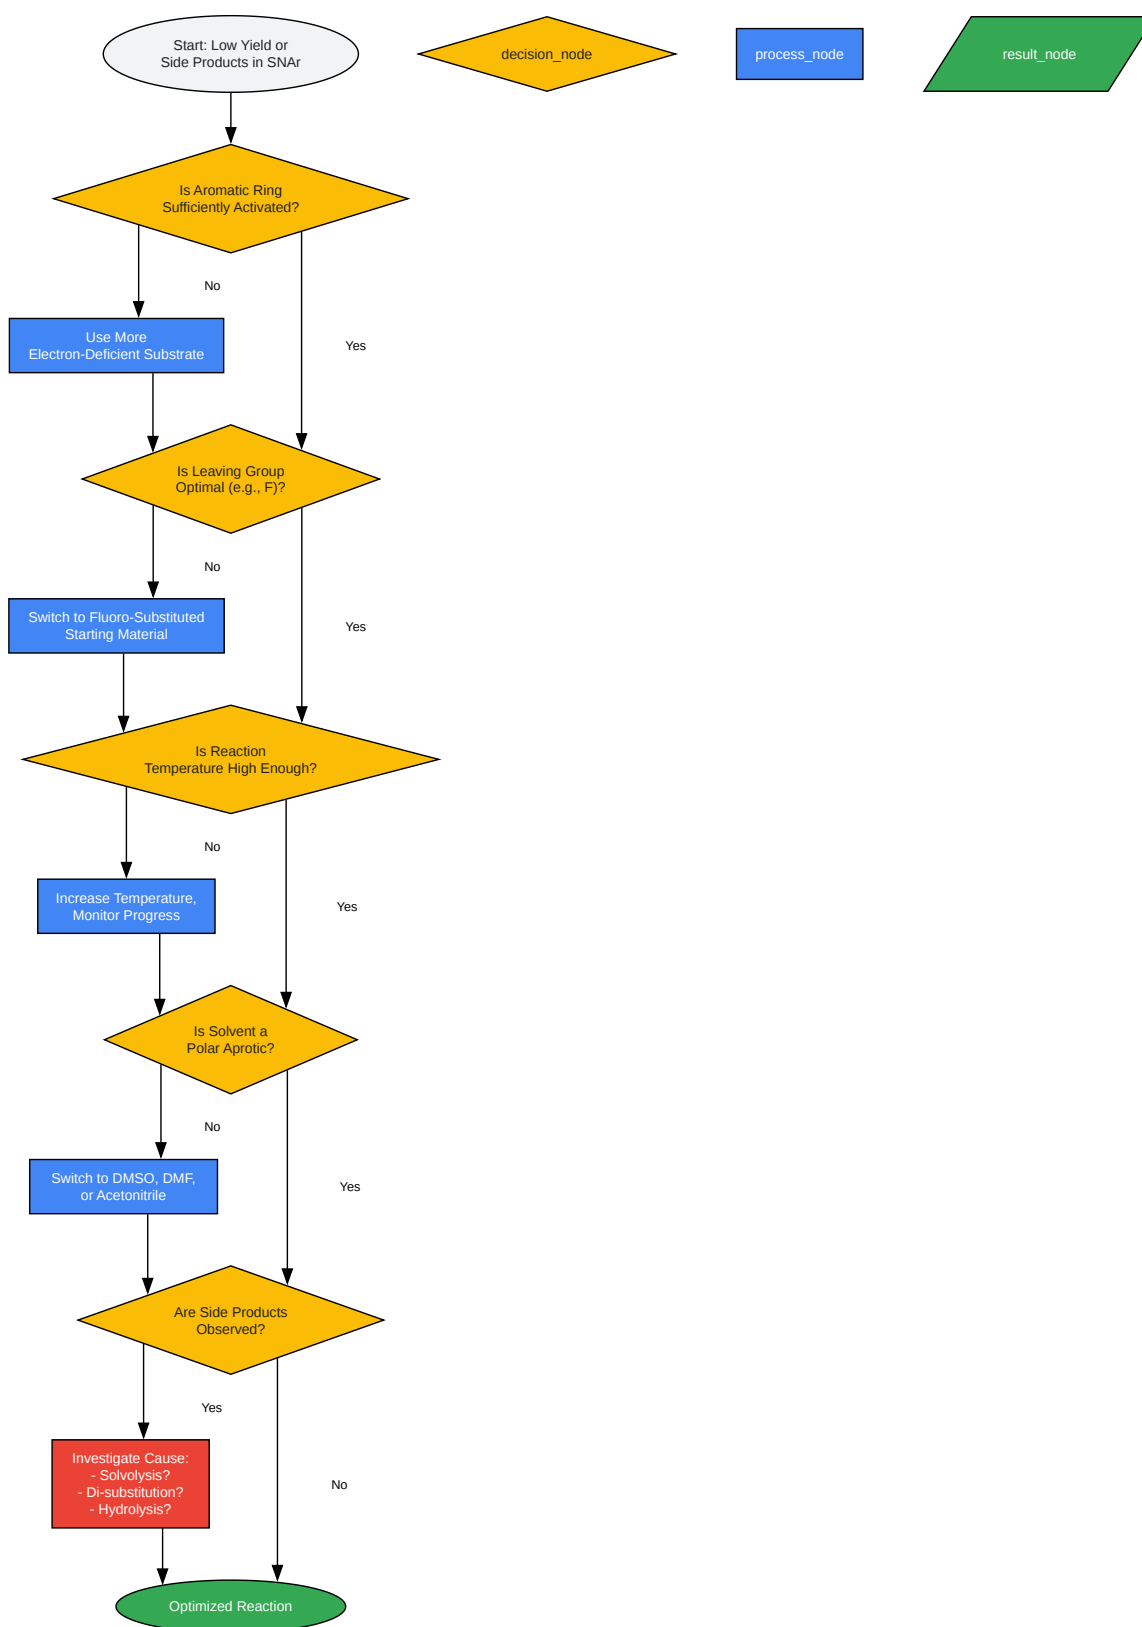 Start: Low Yield or
Side Products in SNAr
decision_node
process_node
result_node
Is Aromatic Ring
Sufficiently Activated?
No
Use More
Electron-Deficient Substrate
Yes
Is Leaving Group
Optimal (e.g., F)?
No
Switch to Fluoro-Substituted
Starting Material
Yes
Is Reaction
Temperature High Enough?
No
Increase Temperature,
Monitor Progress
Yes
Is Solvent a
Polar Aprotic?
No
Switch to DMSO, DMF,
or Acetonitrile
Yes
Are Side Products
Observed?
Yes
Investigate Cause:
- Solvolysis?
- Di-substitution?
- Hydrolysis?
No
Optimized Reaction